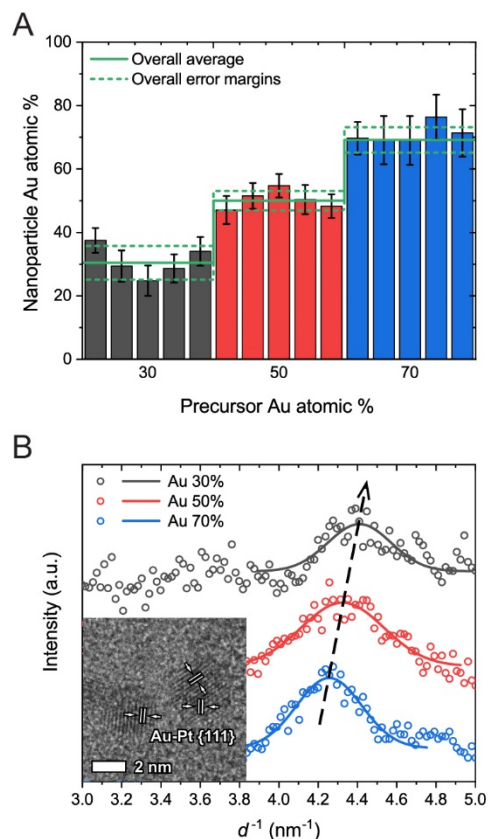 A
Overall average
Overall error margins
100
80
60
40
20
0
Nanoparticle Au atomic %
30 50 70
Precursor Au atomic %
B
Au 30%
Au 50%
Au 70%
Intensity (a.u.)
Au-Pt {111}
2 nm
3.0 3.2 3.4 3.6 3.8 4.0 4.2 4.4 4.6 4.8 5.0
d⁻¹ (nm⁻¹)